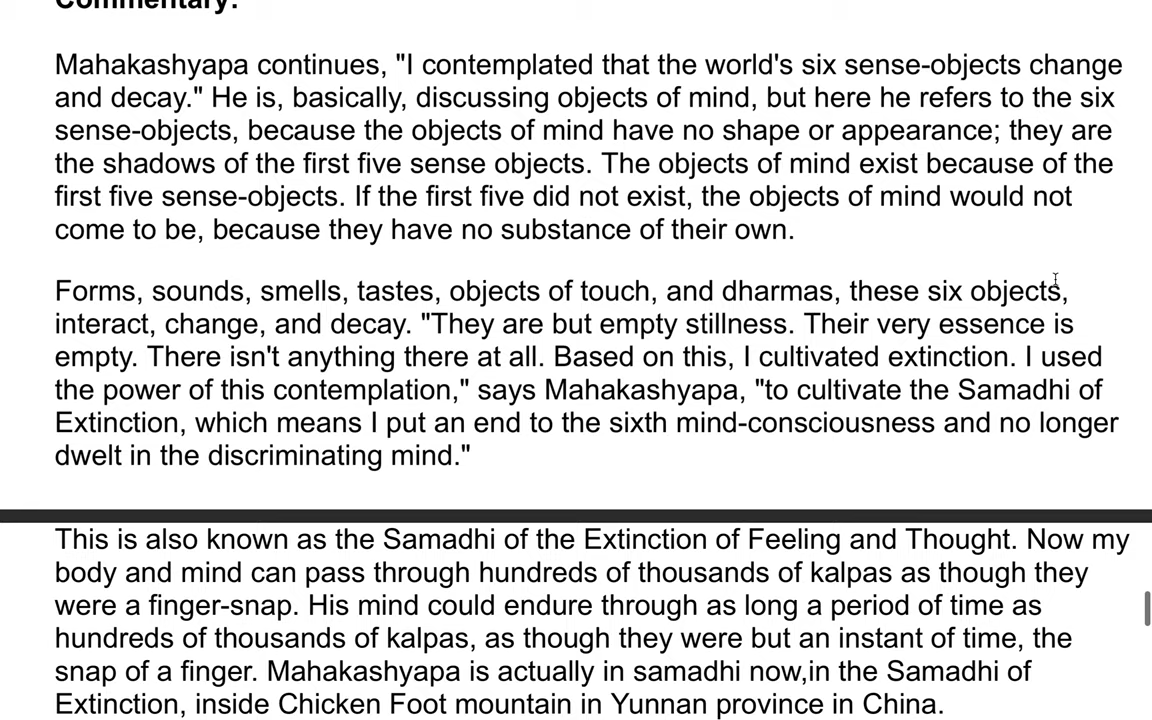 Commentary:
Mahakashyapa continues, "I contemplated that the world's six sense-objects change
and decay." He is, basically, discussing objects of mind, but here he refers to the six
sense-objects, because the objects of mind have no shape or appearance; they are
the shadows of the first five sense objects. The objects of mind exist because of the
first five sense-objects. If the first five did not exist, the objects of mind would not
come to be, because they have no substance of their own.
Forms, sounds, smells, tastes, objects of touch, and dharmas, these six objects,
interact, change, and decay. "They are but empty stillness. Their very essence is
empty. There isn't anything there at all. Based on this, I cultivated extinction. I used
the power of this contemplation," says Mahakashyapa, "to cultivate the Samadhi of
Extinction, which means I put an end to the sixth mind-consciousness and no longer
dwelt in the discriminating mind."
This is also known as the Samadhi of the Extinction of Feeling and Thought. Now my
body and mind can pass through hundreds of thousands of kalpas as though they
were a finger-snap. His mind could endure through as long a period of time as
hundreds of thousands of kalpas, as though they were but an instant of time, the
snap of a finger. Mahakashyapa is actually in samadhi now,in the Samadhi of
Extinction, inside Chicken Foot mountain in Yunnan province in China.